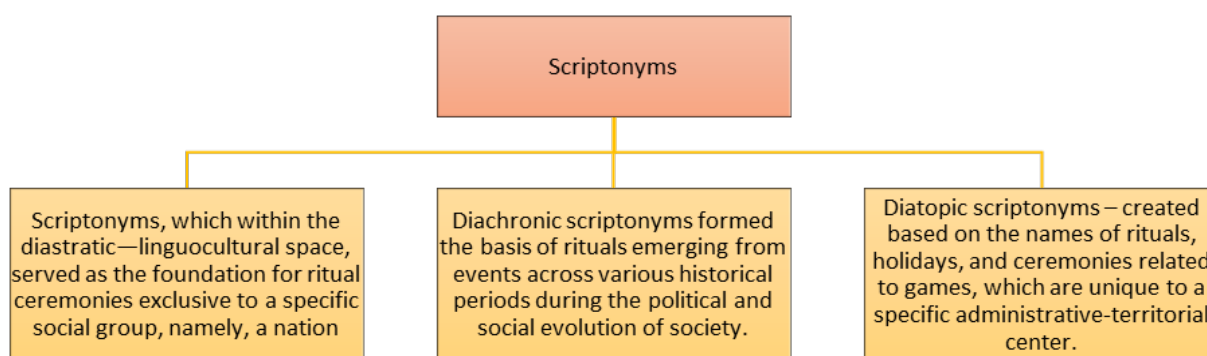 Scriptonyms
Scriptonyms, which within the
diastratic—linguocultural space,
served as the foundation for ritual
ceremonies exclusive to a specific
social group, namely, a nation
Diachronic scriptonyms formed
the basis of rituals emerging from
events across various historical
periods during the political and
social evolution of society.
Diatopic scriptonyms – created
based on the names of rituals,
holidays, and ceremonies related
to games, which are unique to a
specific administrative-territorial
center.